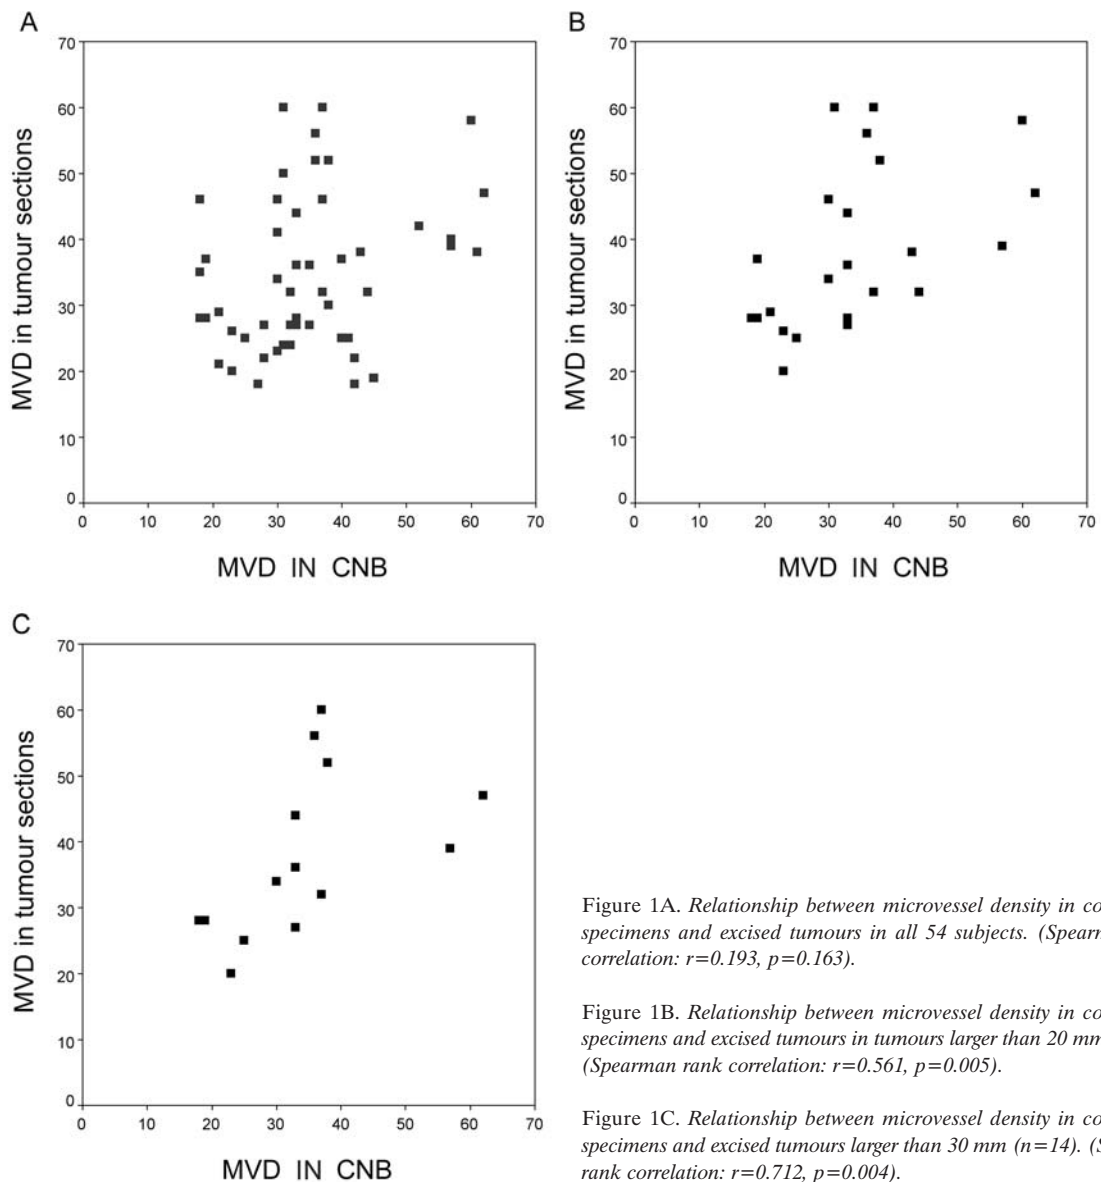 A
70
60
50
40
30
20
10
0
0 10 20 30 40 50 60 70
MVD in tumour sections
MVD IN CNB
B
70
60
50
40
30
20
10
0
0 10 20 30 40 50 60 70
MVD in tumour sections
MVD IN CNB
C
70
60
50
40
30
20
10
0
0 10 20 30 40 50 60 70
MVD in tumour sections
MVD IN CNB
Figure 1A. Relationship between microvessel density in co
specimens and excised tumours in all 54 subjects. (Spearn
correlation: r=0.193, p=0.163).
Figure 1B. Relationship between microvessel density in co
specimens and excised tumours in tumours larger than 20 mm
(Spearman rank correlation: r=0.561, p=0.005).
Figure 1C. Relationship between microvessel density in co
specimens and excised tumours larger than 30 mm (n=14). (S
rank correlation: r=0.712, p=0.004).